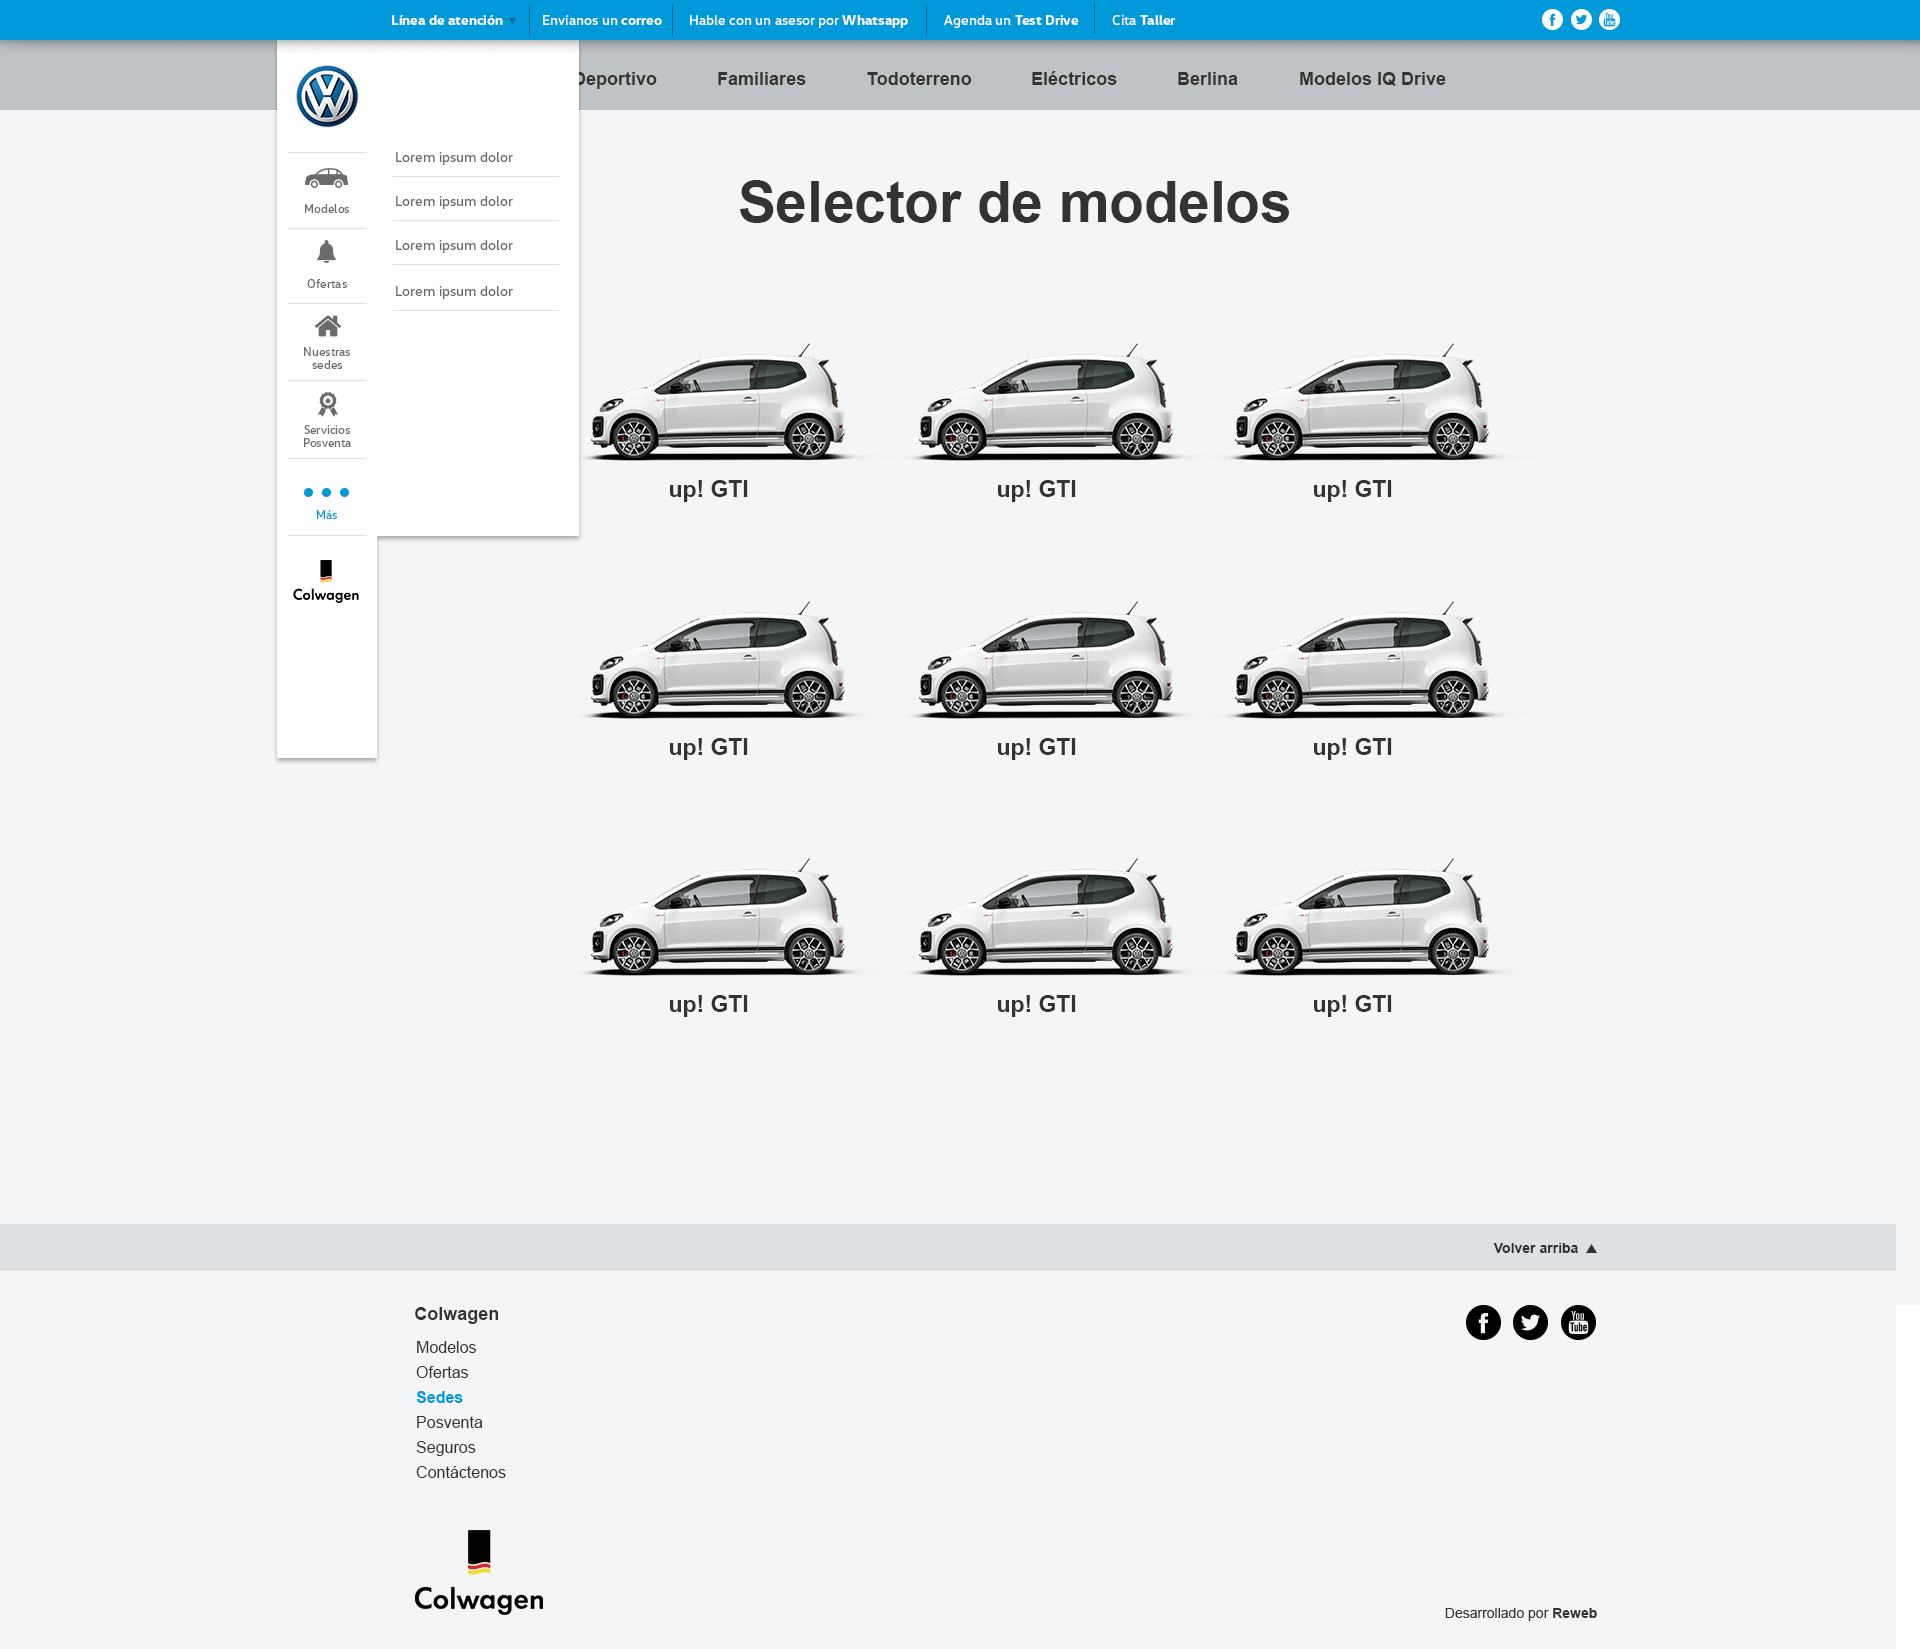 Línea de atención ▼ Envíanos un correo Hable con un asesor por Whatsapp Agenda un Test Drive Cita Taller
Deportivo Familiares Todoterreno Eléctricos Berlina Modelos IQ Drive
Modelos
Ofertas
Nuestras
sedes
Servicios
Posventa
Más
Colwagen
Lorem ipsum dolor
Lorem ipsum dolor
Lorem ipsum dolor
Lorem ipsum dolor
Selector de modelos
up! GTI up! GTI up! GTI
up! GTI up! GTI up! GTI
up! GTI up! GTI up! GTI
Volver arriba ▲
Colwagen
Modelos
Ofertas
Sedes
Posventa
Seguros
Contáctenos
You
Tube
Colwagen
Desarrollado por Reweb